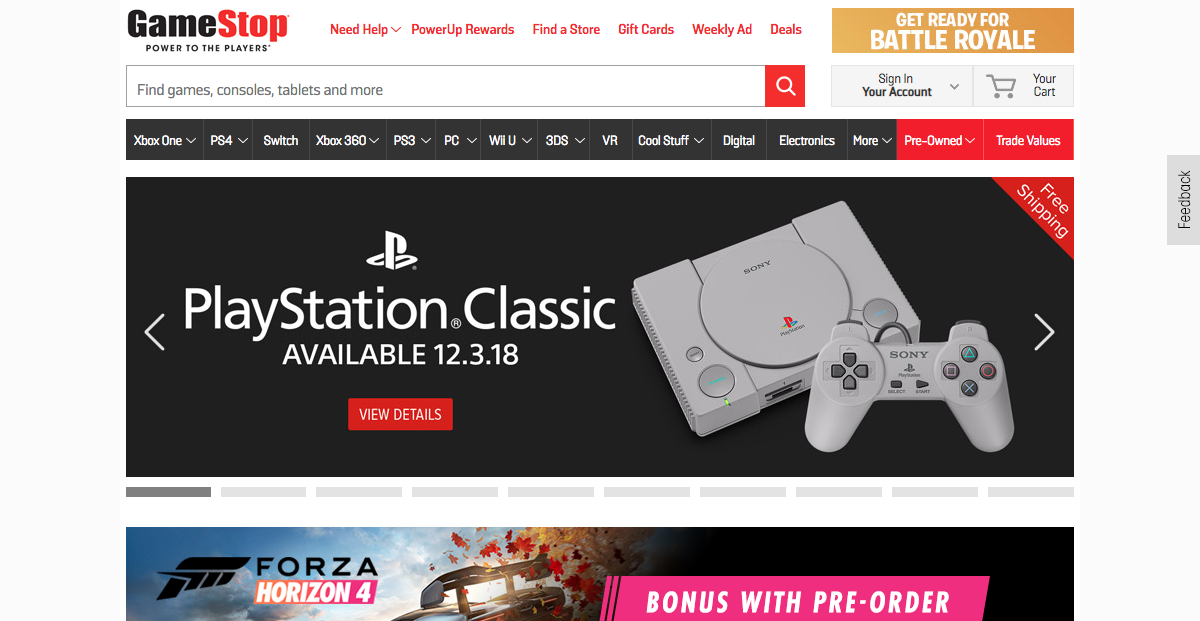 GameStop
POWER TO THE PLAYERS
Need Help PowerUp Rewards Find a Store Gift Cards Weekly Ad Deals
GET READY FOR
BATTLE ROYALE
Find games, consoles, tablets and more
Sign In
Your Account
Your
Cart
Xbox One PS4 Switch Xbox 360 PS3 PC Wii U 3DS VR Cool Stuff Digital Electronics More Pre-Owned Trade Values
Feedback
Free
Shipping
PlayStation®Classic
AVAILABLE 12.3.18
VIEW DETAILS
SONY
PlayStation
SONY
PlayStation
SELECT START
FORZA
HORIZON 4
BONUS WITH PRE-ORDER